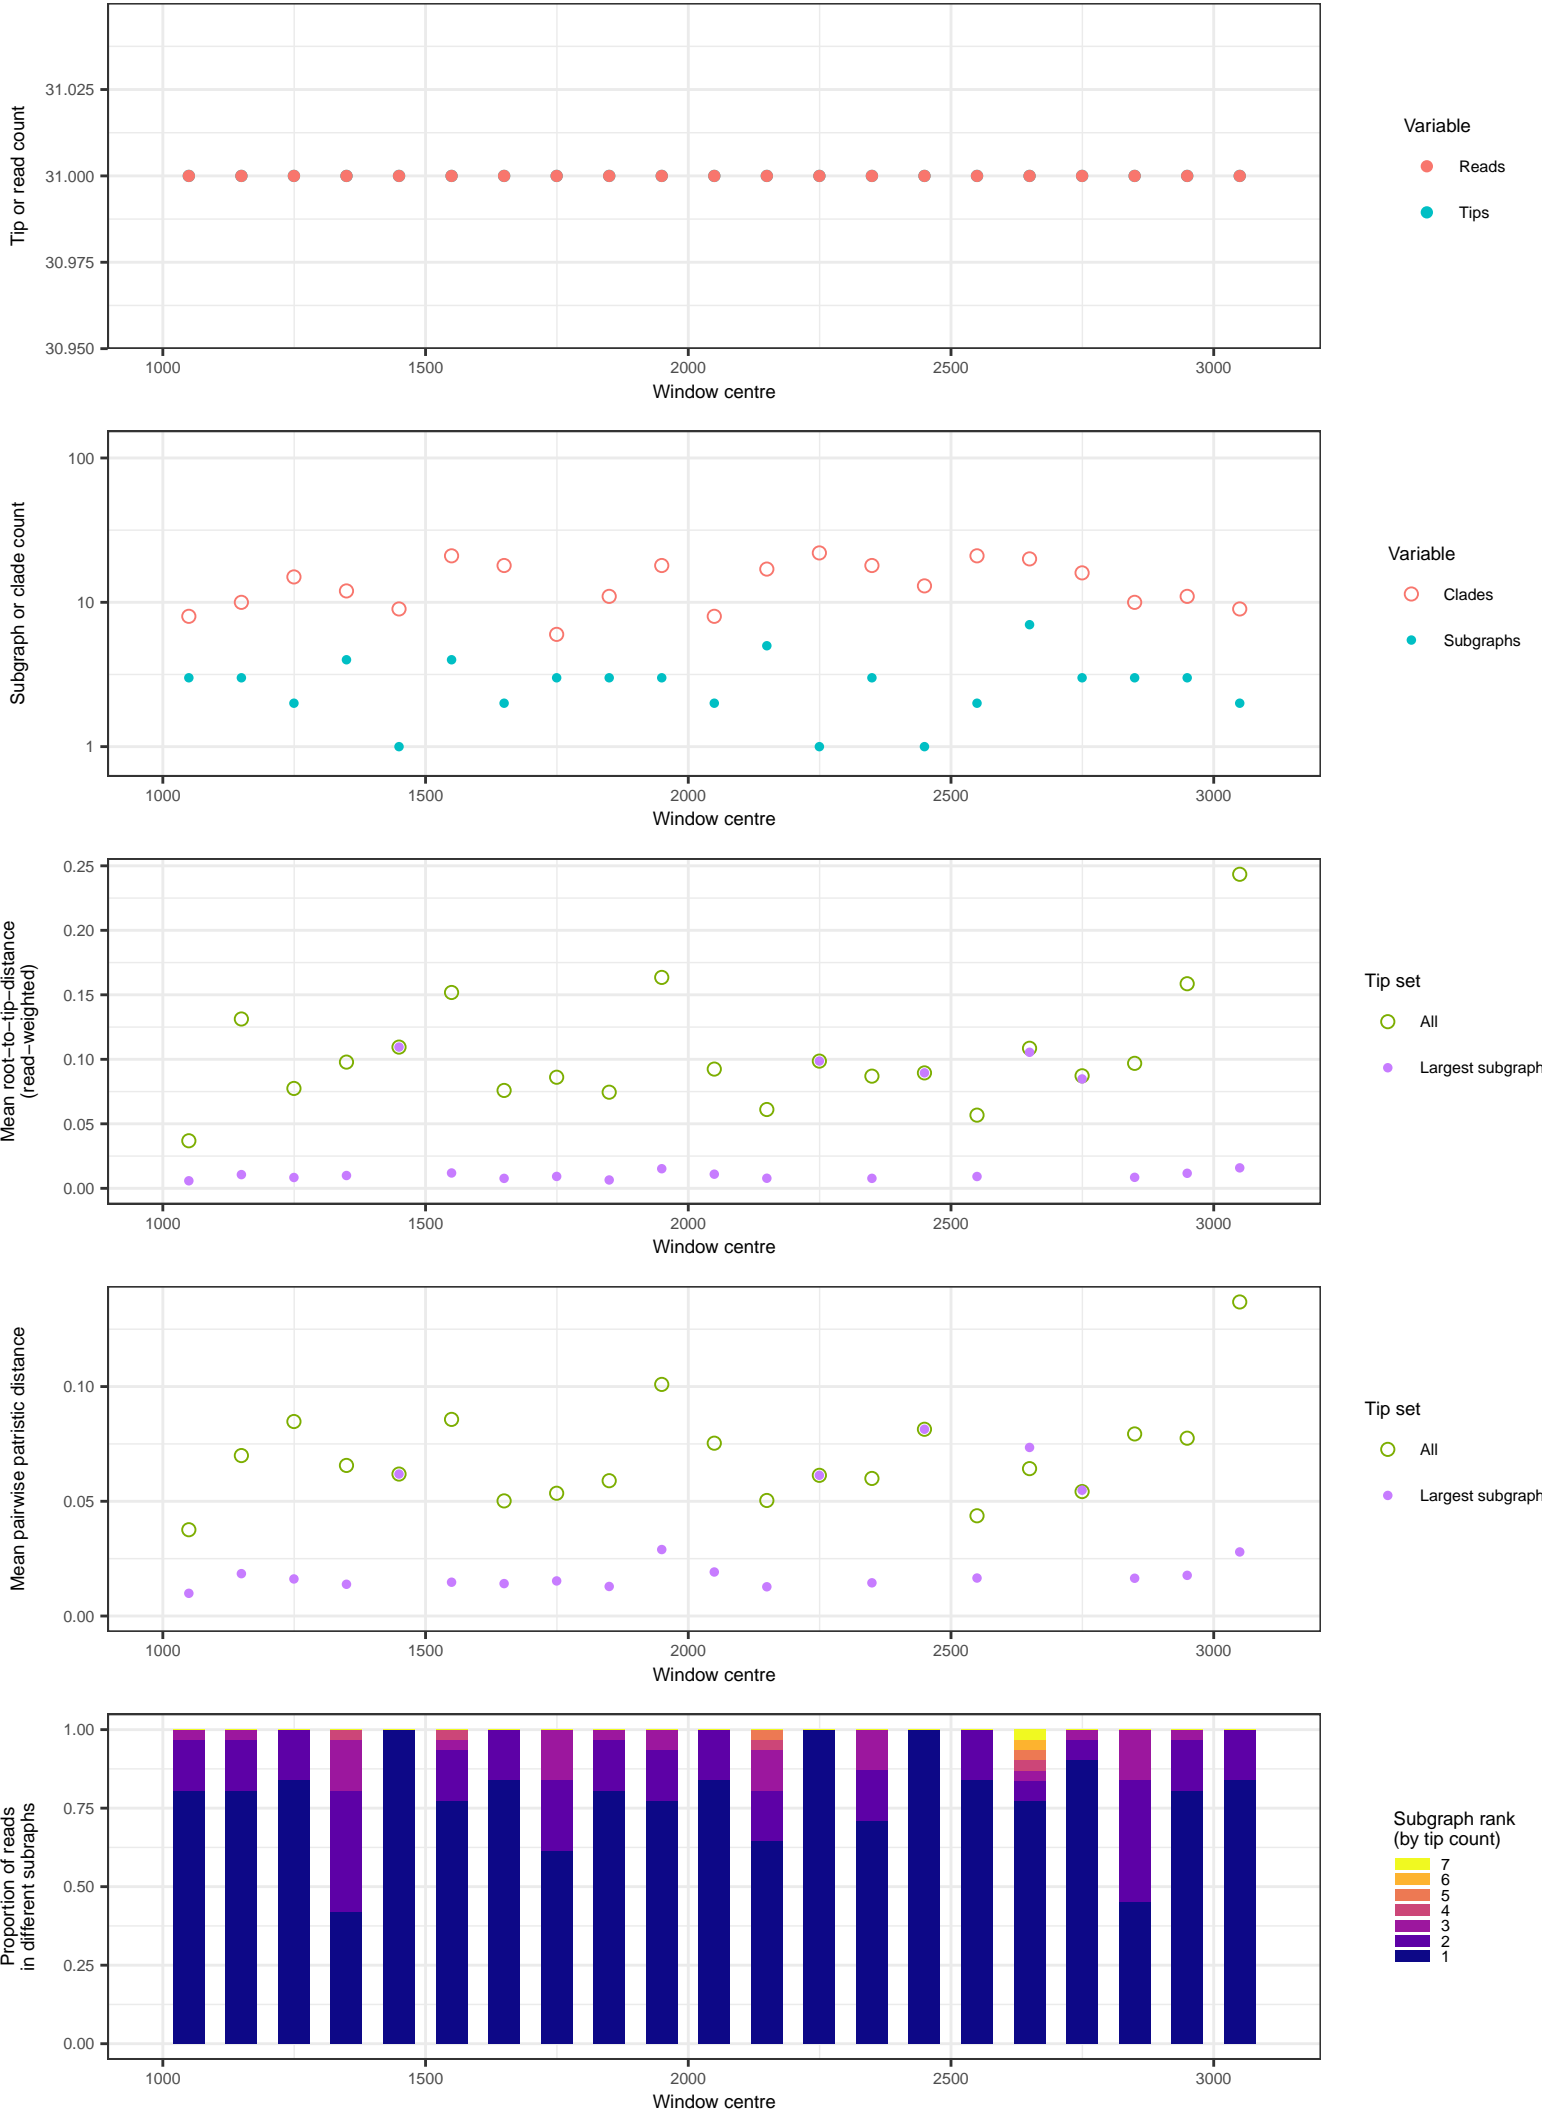 Tip or read count
31.025
31.000
30.975
30.950
1000 1500 2000 2500 3000
Window centre
Variable
Reads
Tips
Subgraph or clade count
100
10
1
1000 1500 2000 2500 3000
Window centre
Variable
Clades
Subgraphs
Mean root−to−tip−distance
(read−weighted)
0.25
0.20
0.15
0.10
0.05
0.00
1000 1500 2000 2500 3000
Window centre
Tip set
All
Largest subgraph
Mean pairwise patristic distance
0.10
0.05
0.00
1000 1500 2000 2500 3000
Window centre
Tip set
All
Largest subgraph
Proportion of reads
in different subraphs
1.00
0.75
0.50
0.25
0.00
1000 1500 2000 2500 3000
Window centre
Subgraph rank
(by tip count)
7
6
5
4
3
2
1